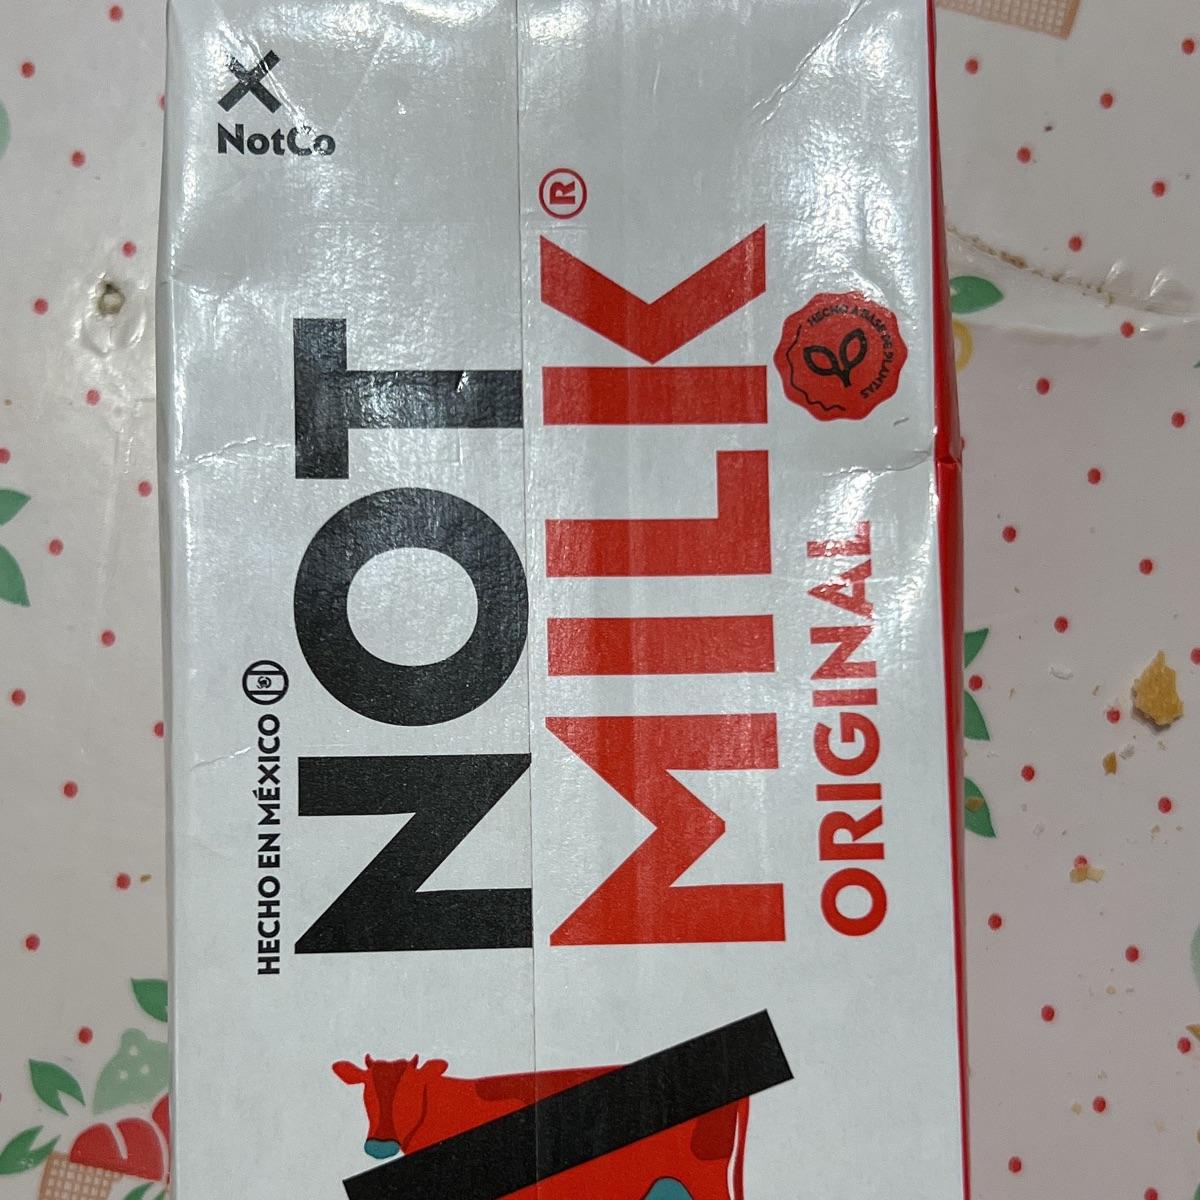 NotCo
HECHO EN MÉXICO
NOT
MILK®
ORIGINAL
HECHO A BASE DE PLANTAS